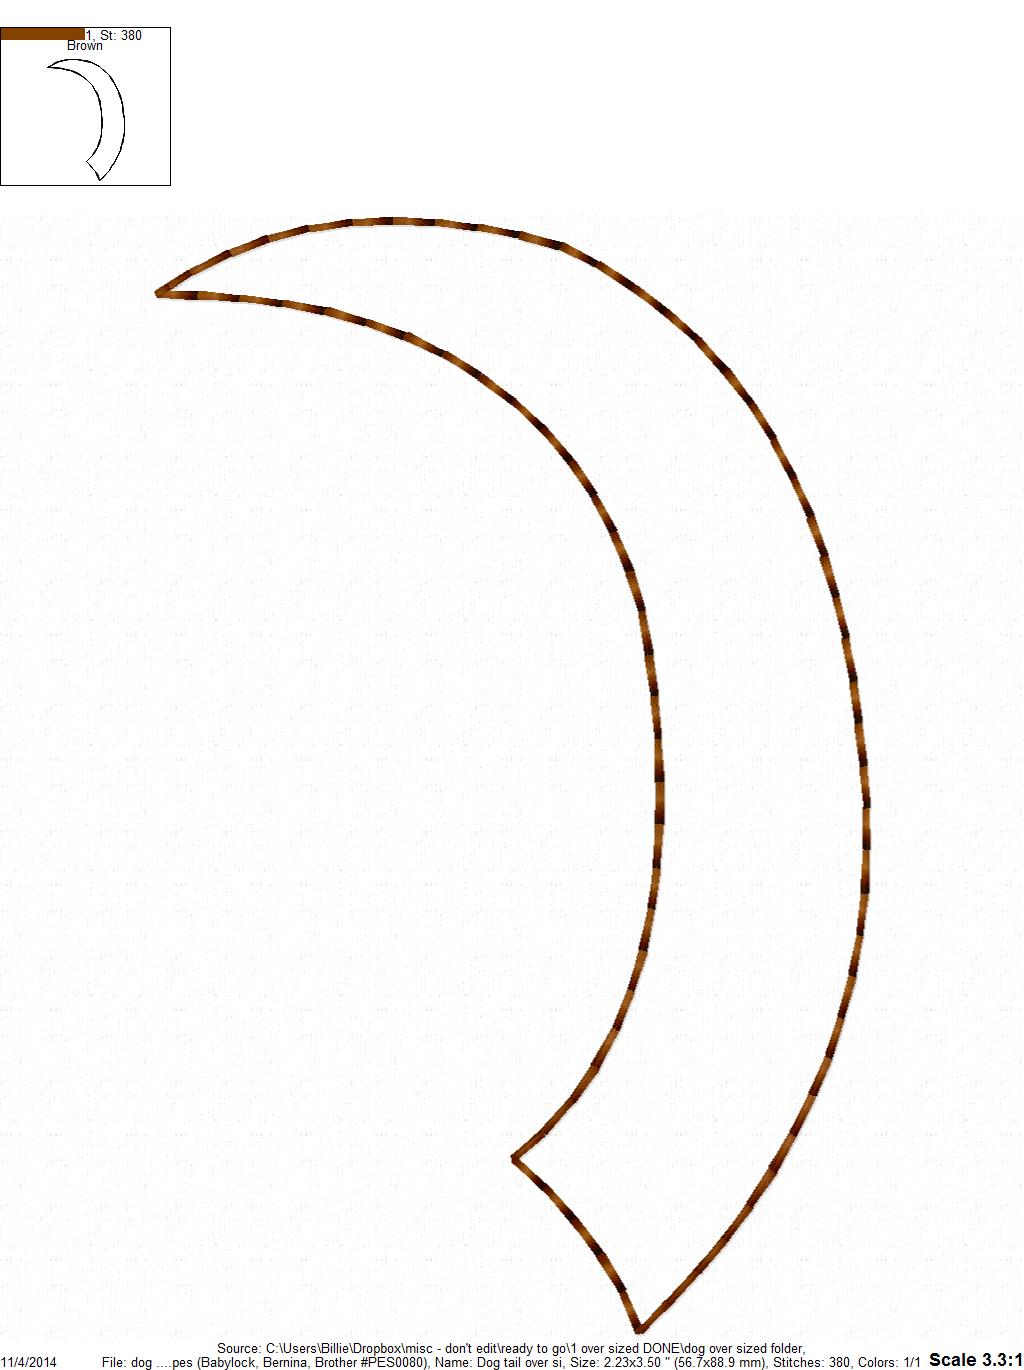 1, St: 380
Brown
Source: C:\Users\Billie\Dropbox\misc - don't edit\ready to go\1 over sized DONE\dog over sized folder,
11/4/2014 File: dog ....pes (Babylock, Bernina, Brother #PES0080), Name: Dog tail over si, Size: 2.23x3.50 " (56.7x88.9 mm), Stitches: 380, Colors: 1/1 Scale 3.3:1